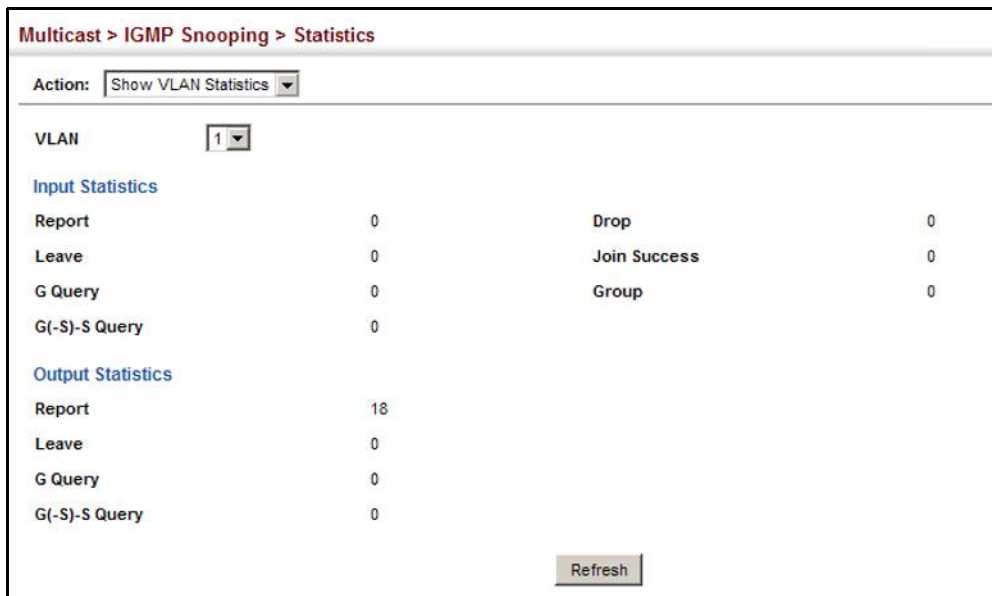 Multicast > IGMP Snooping > Statistics
Action: Show VLAN Statistics
VLAN 1
Input Statistics
Report 0 Drop 0
Leave 0 Join Success 0
G Query 0 Group 0
G(-S)-S Query 0
Output Statistics
Report 18
Leave 0
G Query 0
G(-S)-S Query 0
Refresh